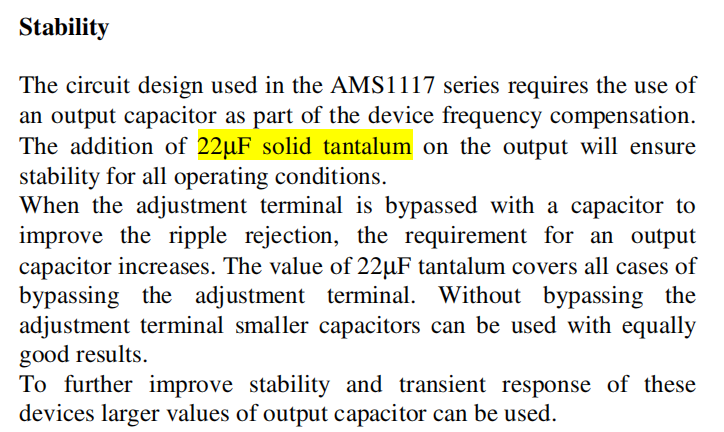 Stability
The circuit design used in the AMS1117 series requires the use of
an output capacitor as part of the device frequency compensation.
The addition of 22μF solid tantalum on the output will ensure
stability for all operating conditions.
When the adjustment terminal is bypassed with a capacitor to
improve the ripple rejection, the requirement for an output
capacitor increases. The value of 22μF tantalum covers all cases of
bypassing the adjustment terminal. Without bypassing the
adjustment terminal smaller capacitors can be used with equally
good results.
To further improve stability and transient response of these
devices larger values of output capacitor can be used.